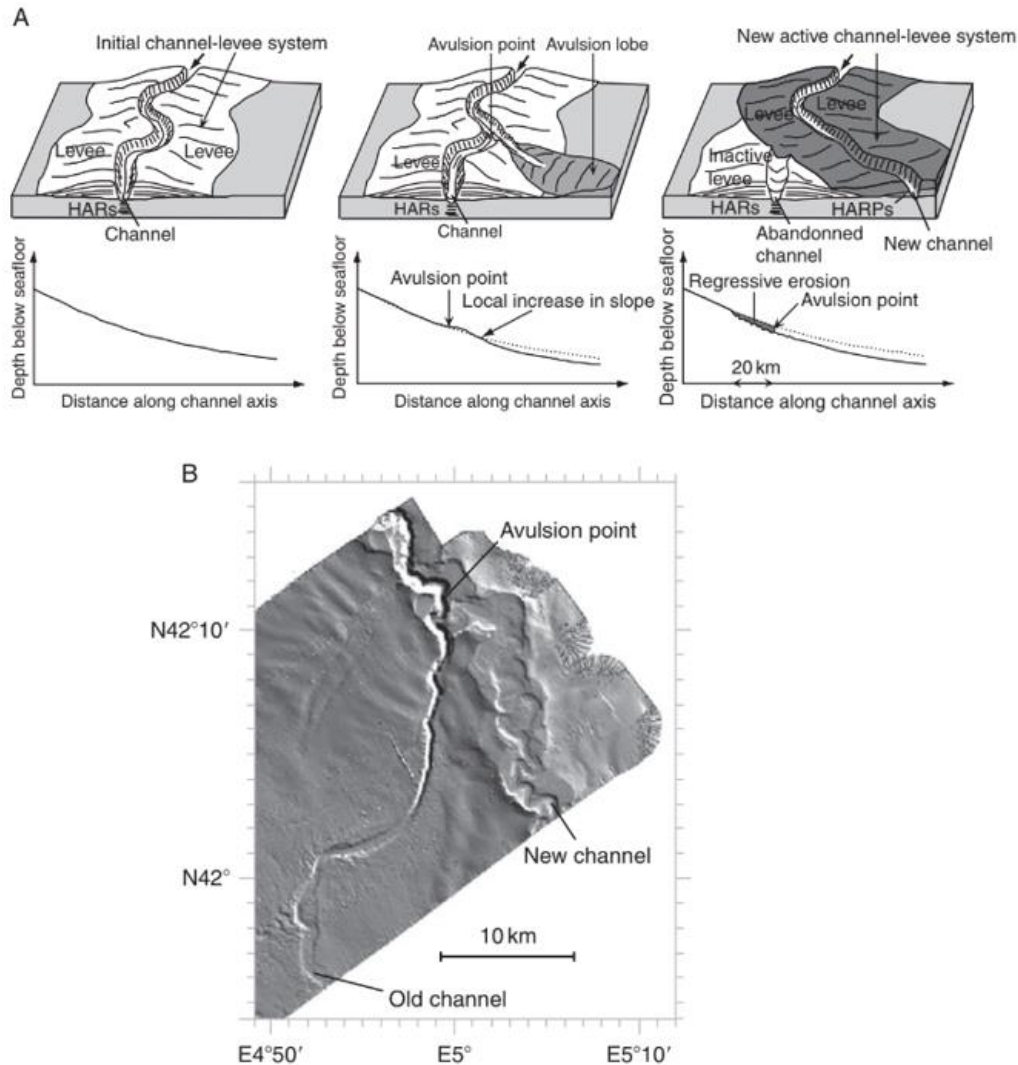 A
Initial channel-levee system
Levee
Levee
HARs
Channel
Avulsion point
Avulsion lobe
Levee
HARs
Channel
New active channel-levee system
Levee
Levee
Inactive
levee
HARs
HARPs
Abandonned
channel
New channel
Depth below seafloor
Distance along channel axis
Depth below seafloor
Avulsion point
Local increase in slope
Distance along channel axis
Depth below seafloor
Regressive erosion
Avulsion point
20 km
Distance along channel axis
B
Avulsion point
N42°10′
New channel
N42°
10 km
Old channel
E4°50′
E5°
E5°10′